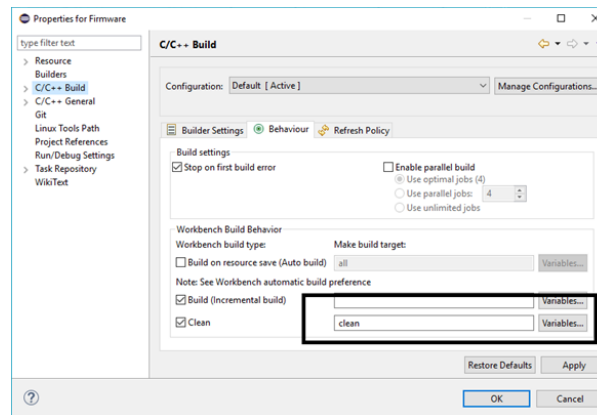 Properties for Firmware
type filter text
Resource
Builders
C/C++ Build
C/C++ General
Git
Linux Tools Path
Project References
Run/Debug Settings
Task Repository
WikiText
C/C++ Build
Configuration: Default [ Active ] Manage Configurations...
Builder Settings Behaviour Refresh Policy
Build settings
Stop on first build error Enable parallel build
Use optimal jobs (4)
Use parallel jobs: 4
Use unlimited jobs
Workbench Build Behavior
Workbench build type: Make build target:
Build on resource save (Auto build) all Variables...
Note: See Workbench automatic build preference
Build (Incremental build) Variables...
Clean clean Variables...
Restore Defaults Apply
? OK Cancel